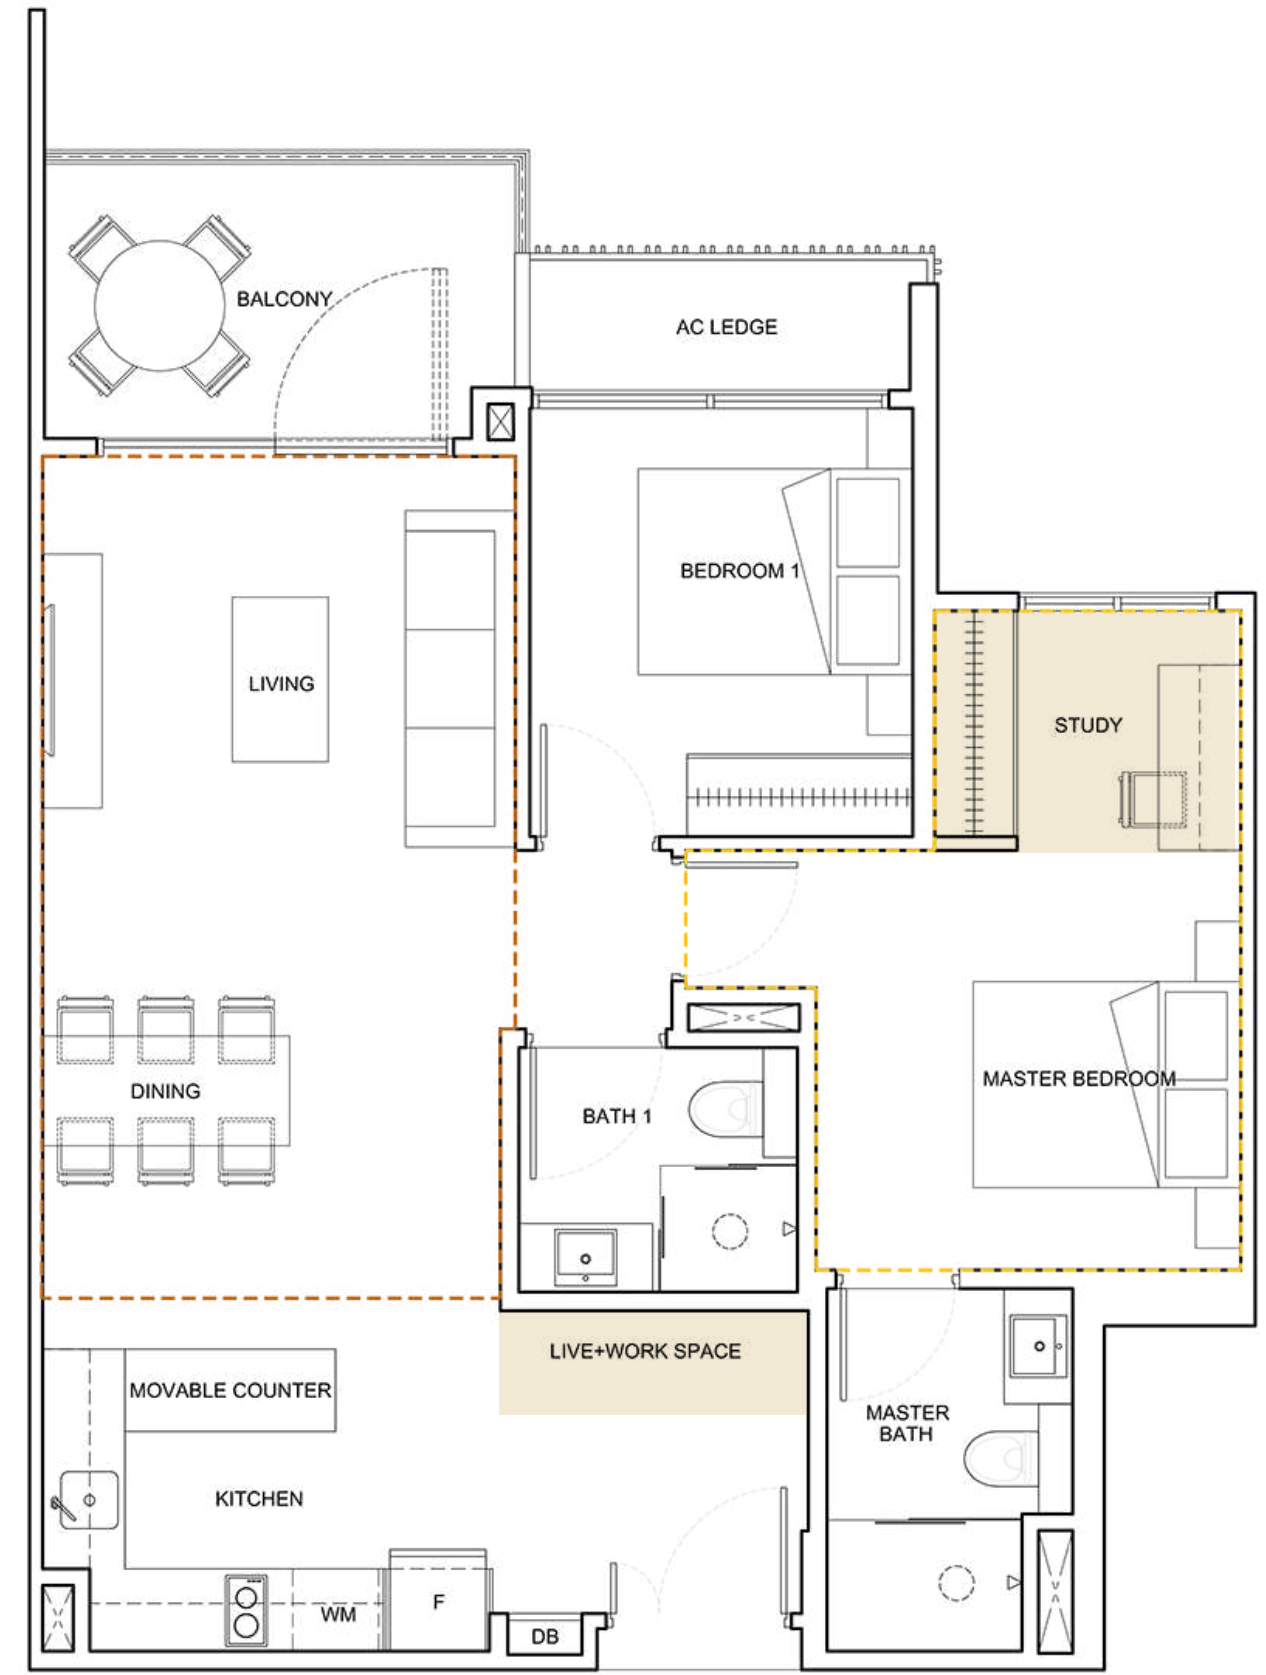 BALCONY
AC LEDGE
BEDROOM 1
LIVING
STUDY
DINING
MASTER BEDROOM
BATH 1
LIVE+WORK SPACE
MOVABLE COUNTER
MASTER
BATH
KITCHEN
WM
F
DB